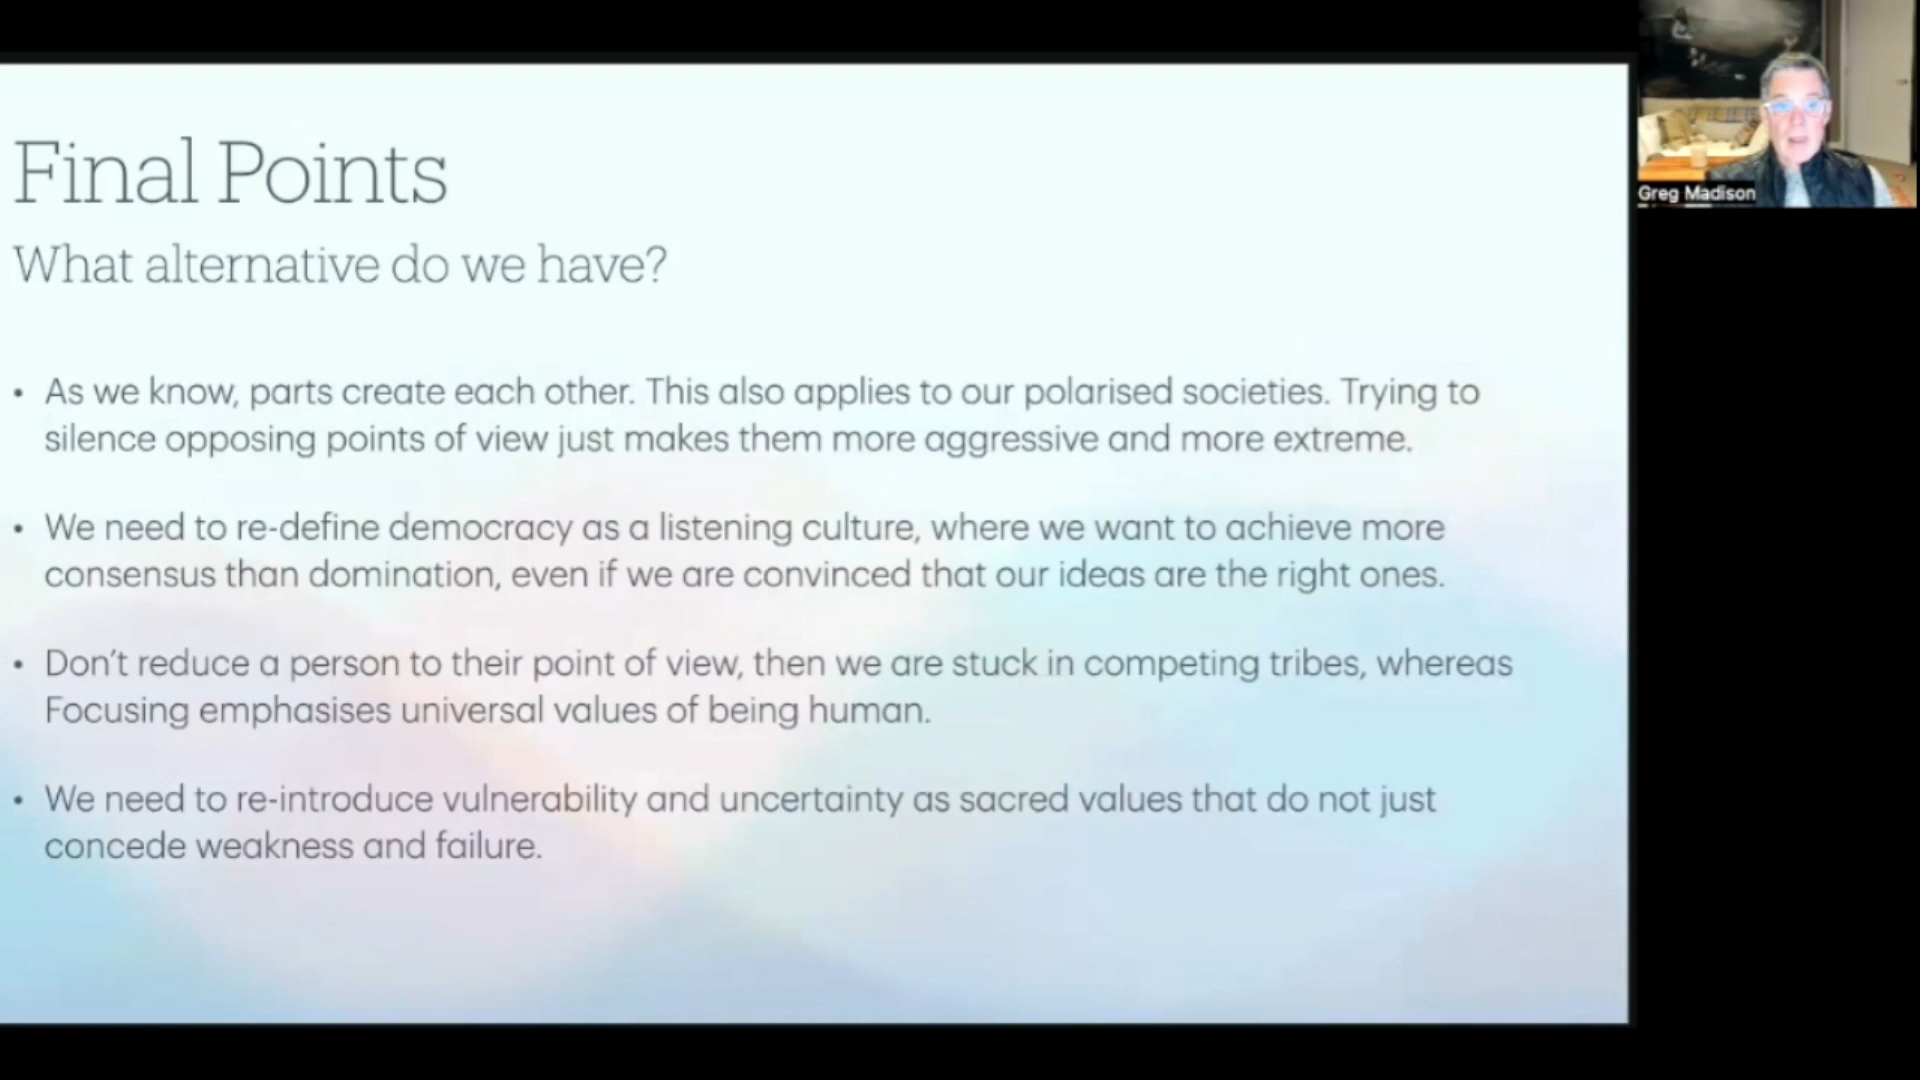 Final Points
What alternative do we have?
• As we know, parts create each other. This also applies to our polarised societies. Trying to
silence opposing points of view just makes them more aggressive and more extreme.
• We need to re-define democracy as a listening culture, where we want to achieve more
consensus than domination, even if we are convinced that our ideas are the right ones.
• Don't reduce a person to their point of view, then we are stuck in competing tribes, whereas
Focusing emphasises universal values of being human.
• We need to re-introduce vulnerability and uncertainty as sacred values that do not just
concede weakness and failure.
Greg Madison